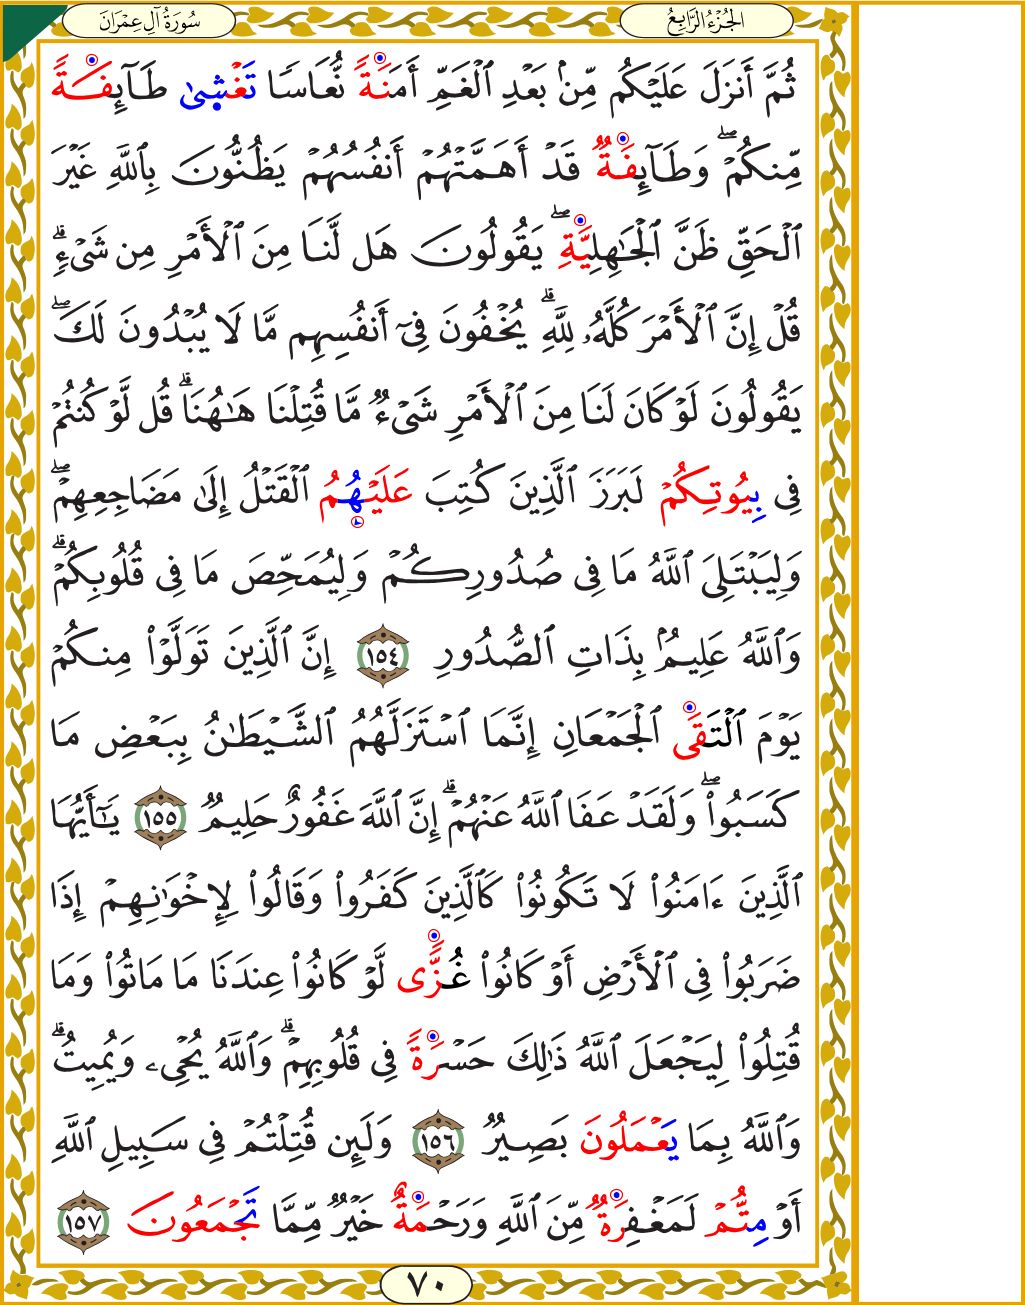 الجُزْءُ الرَّابِعُ
سُورَةُ آلِ عِمْرَانَ
ثُمَّ أَنزَلَ عَلَيْكُم مِّنۢ بَعْدِ ٱلْغَمِّ أَمَنَةً نُّعَاسًا تَغْشِىٰ طَآئِفَةً
مِّنكُمْ ۖ وَطَآئِفَةٌ قَدْ أَهَمَّتْهُمْ أَنفُسُهُمْ يَظُنُّونَ بِٱللَّهِ غَيْرَ
ٱلْحَقِّ ظَنَّ ٱلْجَٰهِلِيَّةِ ۖ يَقُولُونَ هَل لَّنَا مِنَ ٱلْأَمْرِ مِن شَىْءٍ ۗ
قُلْ إِنَّ ٱلْأَمْرَ كُلَّهُۥ لِلَّهِ ۗ يُخْفُونَ فِىٓ أَنفُسِهِم مَّا لَا يُبْدُونَ لَكَ ۖ
يَقُولُونَ لَوْ كَانَ لَنَا مِنَ ٱلْأَمْرِ شَىْءٌ مَّا قُتِلْنَا هَٰهُنَا ۗ قُل لَّوْ كُنتُمْ
فِى بِيُوتِكُمْ لَبَرَزَ ٱلَّذِينَ كُتِبَ عَلَيْهُمُ ٱلْقَتْلُ إِلَىٰ مَضَاجِعِهِمْ ۖ
وَلِيَبْتَلِىَ ٱللَّهُ مَا فِى صُدُورِكُمْ وَلِيُمَحِّصَ مَا فِى قُلُوبِكُمْ ۗ
وَٱللَّهُ عَلِيمٌۢ بِذَاتِ ٱلصُّدُورِ ١٥٤ إِنَّ ٱلَّذِينَ تَوَلَّوْا۟ مِنكُمْ
يَوْمَ ٱلْتَقَى ٱلْجَمْعَانِ إِنَّمَا ٱسْتَزَلَّهُمُ ٱلشَّيْطَٰنُ بِبَعْضِ مَا
كَسَبُوا۟ ۖ وَلَقَدْ عَفَا ٱللَّهُ عَنْهُمْ ۗ إِنَّ ٱللَّهَ غَفُورٌ حَلِيمٌ ١٥٥ يَٰٓأَيُّهَا
ٱلَّذِينَ ءَامَنُوا۟ لَا تَكُونُوا۟ كَٱلَّذِينَ كَفَرُوا۟ وَقَالُوا۟ لِإِخْوَٰنِهِمْ إِذَا
ضَرَبُوا۟ فِى ٱلْأَرْضِ أَوْ كَانُوا۟ غُزًّى لَّوْ كَانُوا۟ عِندَنَا مَا مَاتُوا۟ وَمَا
قُتِلُوا۟ لِيَجْعَلَ ٱللَّهُ ذَٰلِكَ حَسْرَةً فِى قُلُوبِهِمْ ۗ وَٱللَّهُ يُحْىِۦ وَيُمِيتُ ۗ
وَٱللَّهُ بِمَا يَعْمَلُونَ بَصِيرٌ ١٥٦ وَلَئِن قُتِلْتُمْ فِى سَبِيلِ ٱللَّهِ
أَوْ مِتُّمْ لَمَغْفِرَةٌ مِّنَ ٱللَّهِ وَرَحْمَةٌ خَيْرٌ مِّمَّا تَجْمَعُونَ ١٥٧
٧٠